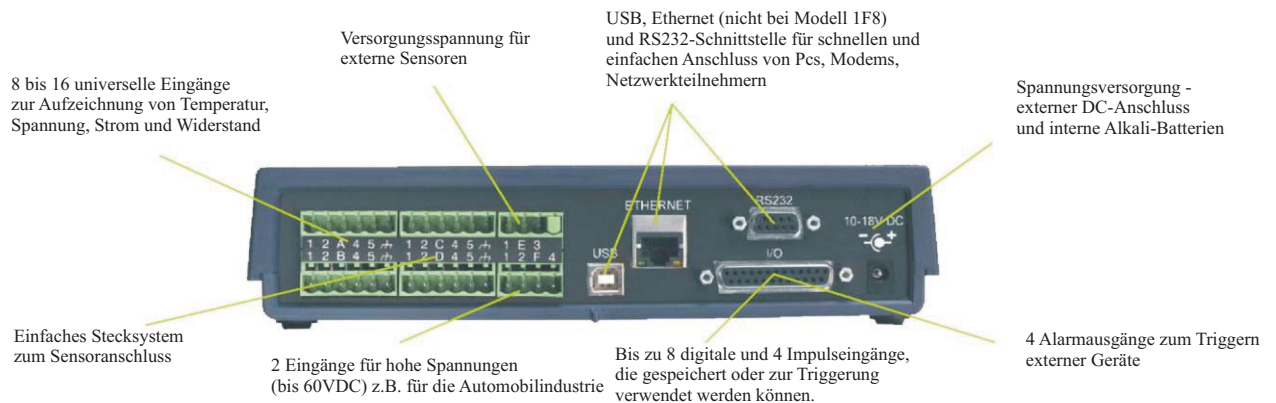 USB, Ethernet (nicht bei Modell 1F8)
und RS232-Schnittstelle für schnellen und
einfachen Anschluss von Pcs, Modems,
Netzwerkteilnehmern
Versorgungsspannung für
externe Sensoren
8 bis 16 universelle Eingänge
zur Aufzeichnung von Temperatur,
Spannung, Strom und Widerstand
Spannungsversorgung -
externer DC-Anschluss
und interne Alkali-Batterien
ETHERNET
RS232
10-18V DC
- +
1 2 A 4 5
1 2 C 4 5
1 E 3
1 2 B 4 5
1 2 D 4 5
1 2 F 4
USB
I/O
Einfaches Stecksystem
zum Sensoranschluss
2 Eingänge für hohe Spannungen
(bis 60VDC) z.B. für die Automobilindustrie
Bis zu 8 digitale und 4 Impulseingänge,
die gespeichert oder zur Triggerung
verwendet werden können.
4 Alarmausgänge zum Triggern
externer Geräte